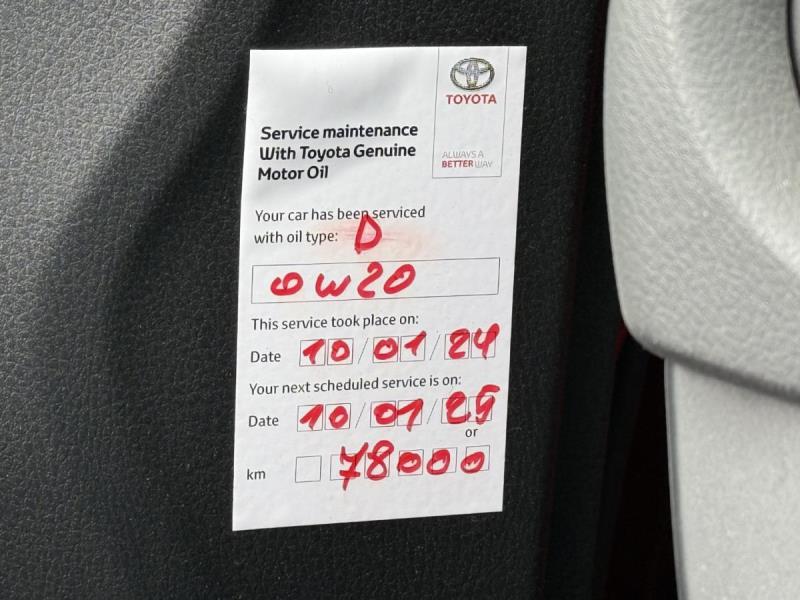 TOYOTA
Service maintenance
With Toyota Genuine
Motor Oil
ALWAYS A
BETTER WAY
Your car has been serviced
with oil type: D
0W20
This service took place on:
Date 10/01/24
Your next scheduled service is on:
Date 10/01/25
or
km 78000